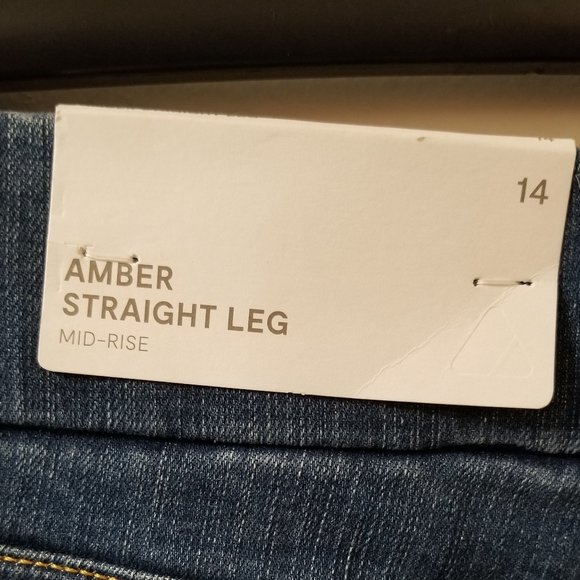 14
AMBER
STRAIGHT LEG
MID-RISE